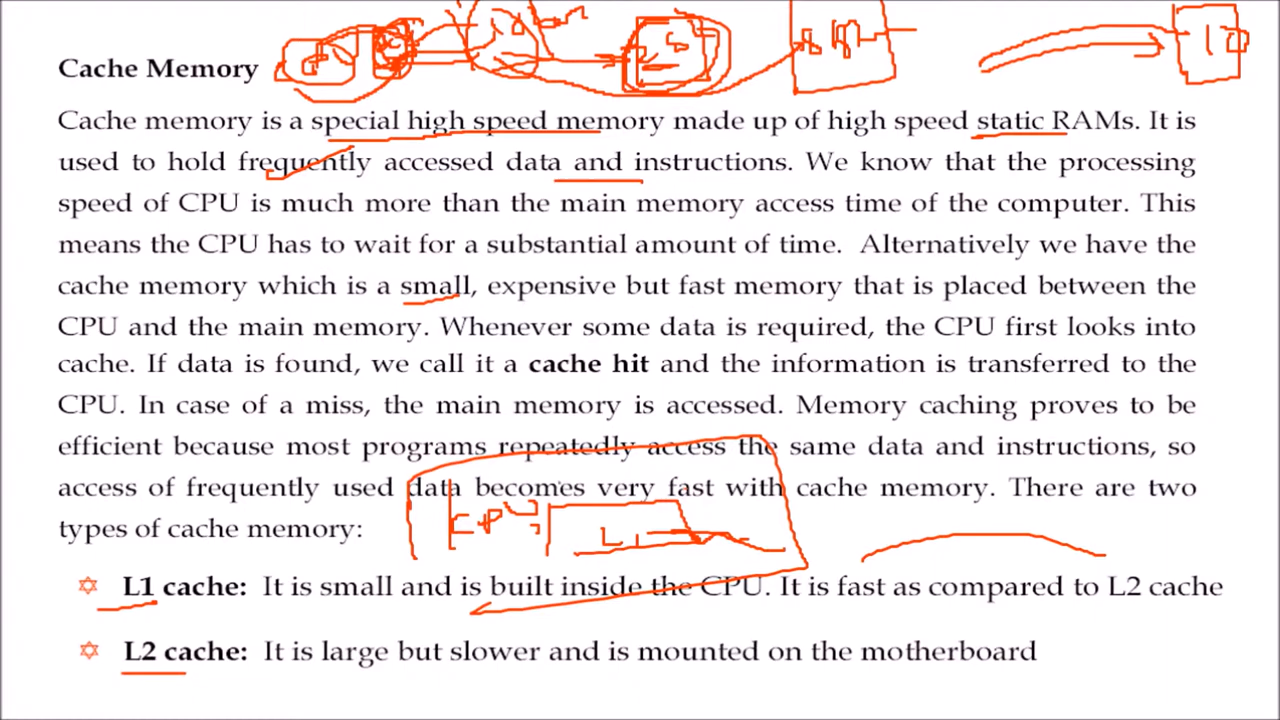 Cache Memory
Cache memory is a special high speed memory made up of high speed static RAMs. It is
used to hold frequently accessed data and instructions. We know that the processing
speed of CPU is much more than the main memory access time of the computer. This
means the CPU has to wait for a substantial amount of time. Alternatively we have the
cache memory which is a small, expensive but fast memory that is placed between the
CPU and the main memory. Whenever some data is required, the CPU first looks into
cache. If data is found, we call it a cache hit and the information is transferred to the
CPU. In case of a miss, the main memory is accessed. Memory caching proves to be
efficient because most programs repeatedly access the same data and instructions, so
access of frequently used data becomes very fast with cache memory. There are two
types of cache memory:
CPU L1
L1 cache: It is small and is built inside the CPU. It is fast as compared to L2 cache
L2 cache: It is large but slower and is mounted on the motherboard